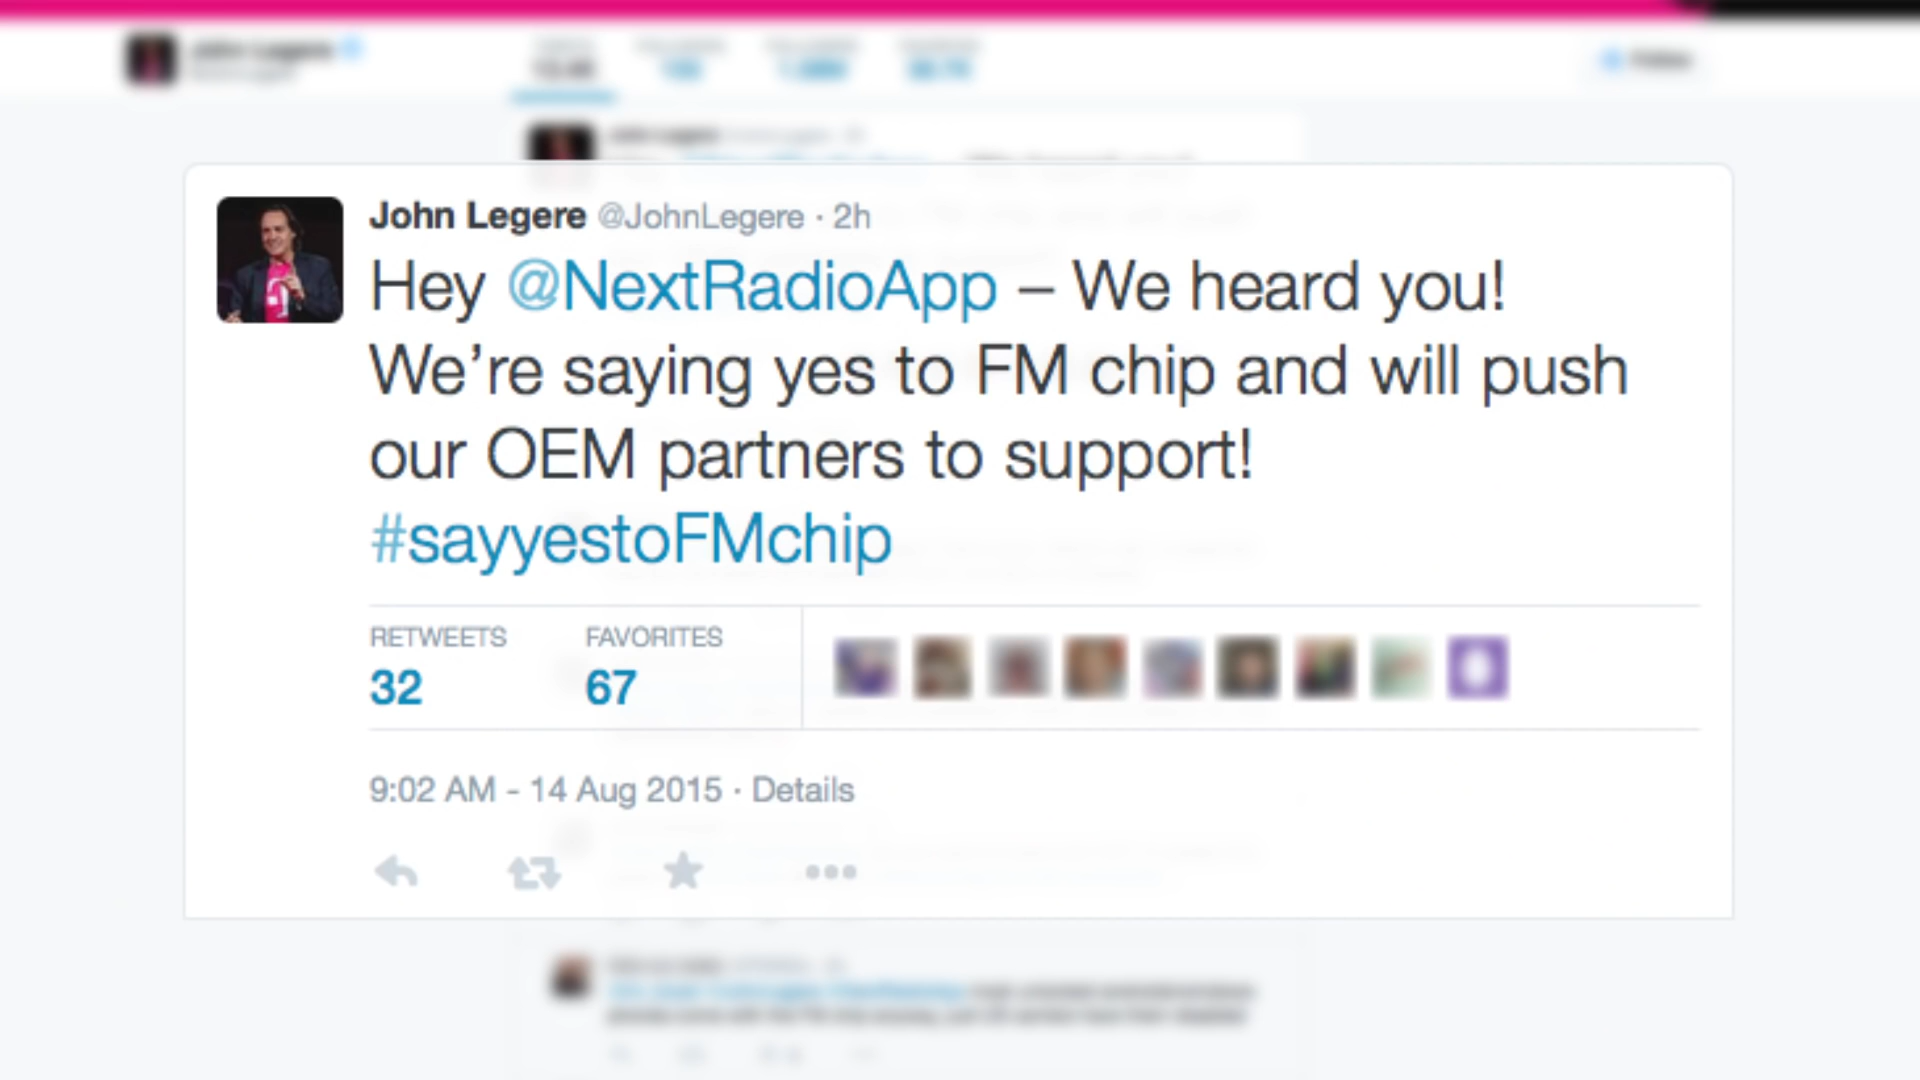 John Legere @JohnLegere · 2h
Hey @NextRadioApp – We heard you!
We’re saying yes to FM chip and will push
our OEM partners to support!
#sayyestoFMchip
RETWEETS FAVORITES
32 67
9:02 AM - 14 Aug 2015 · Details